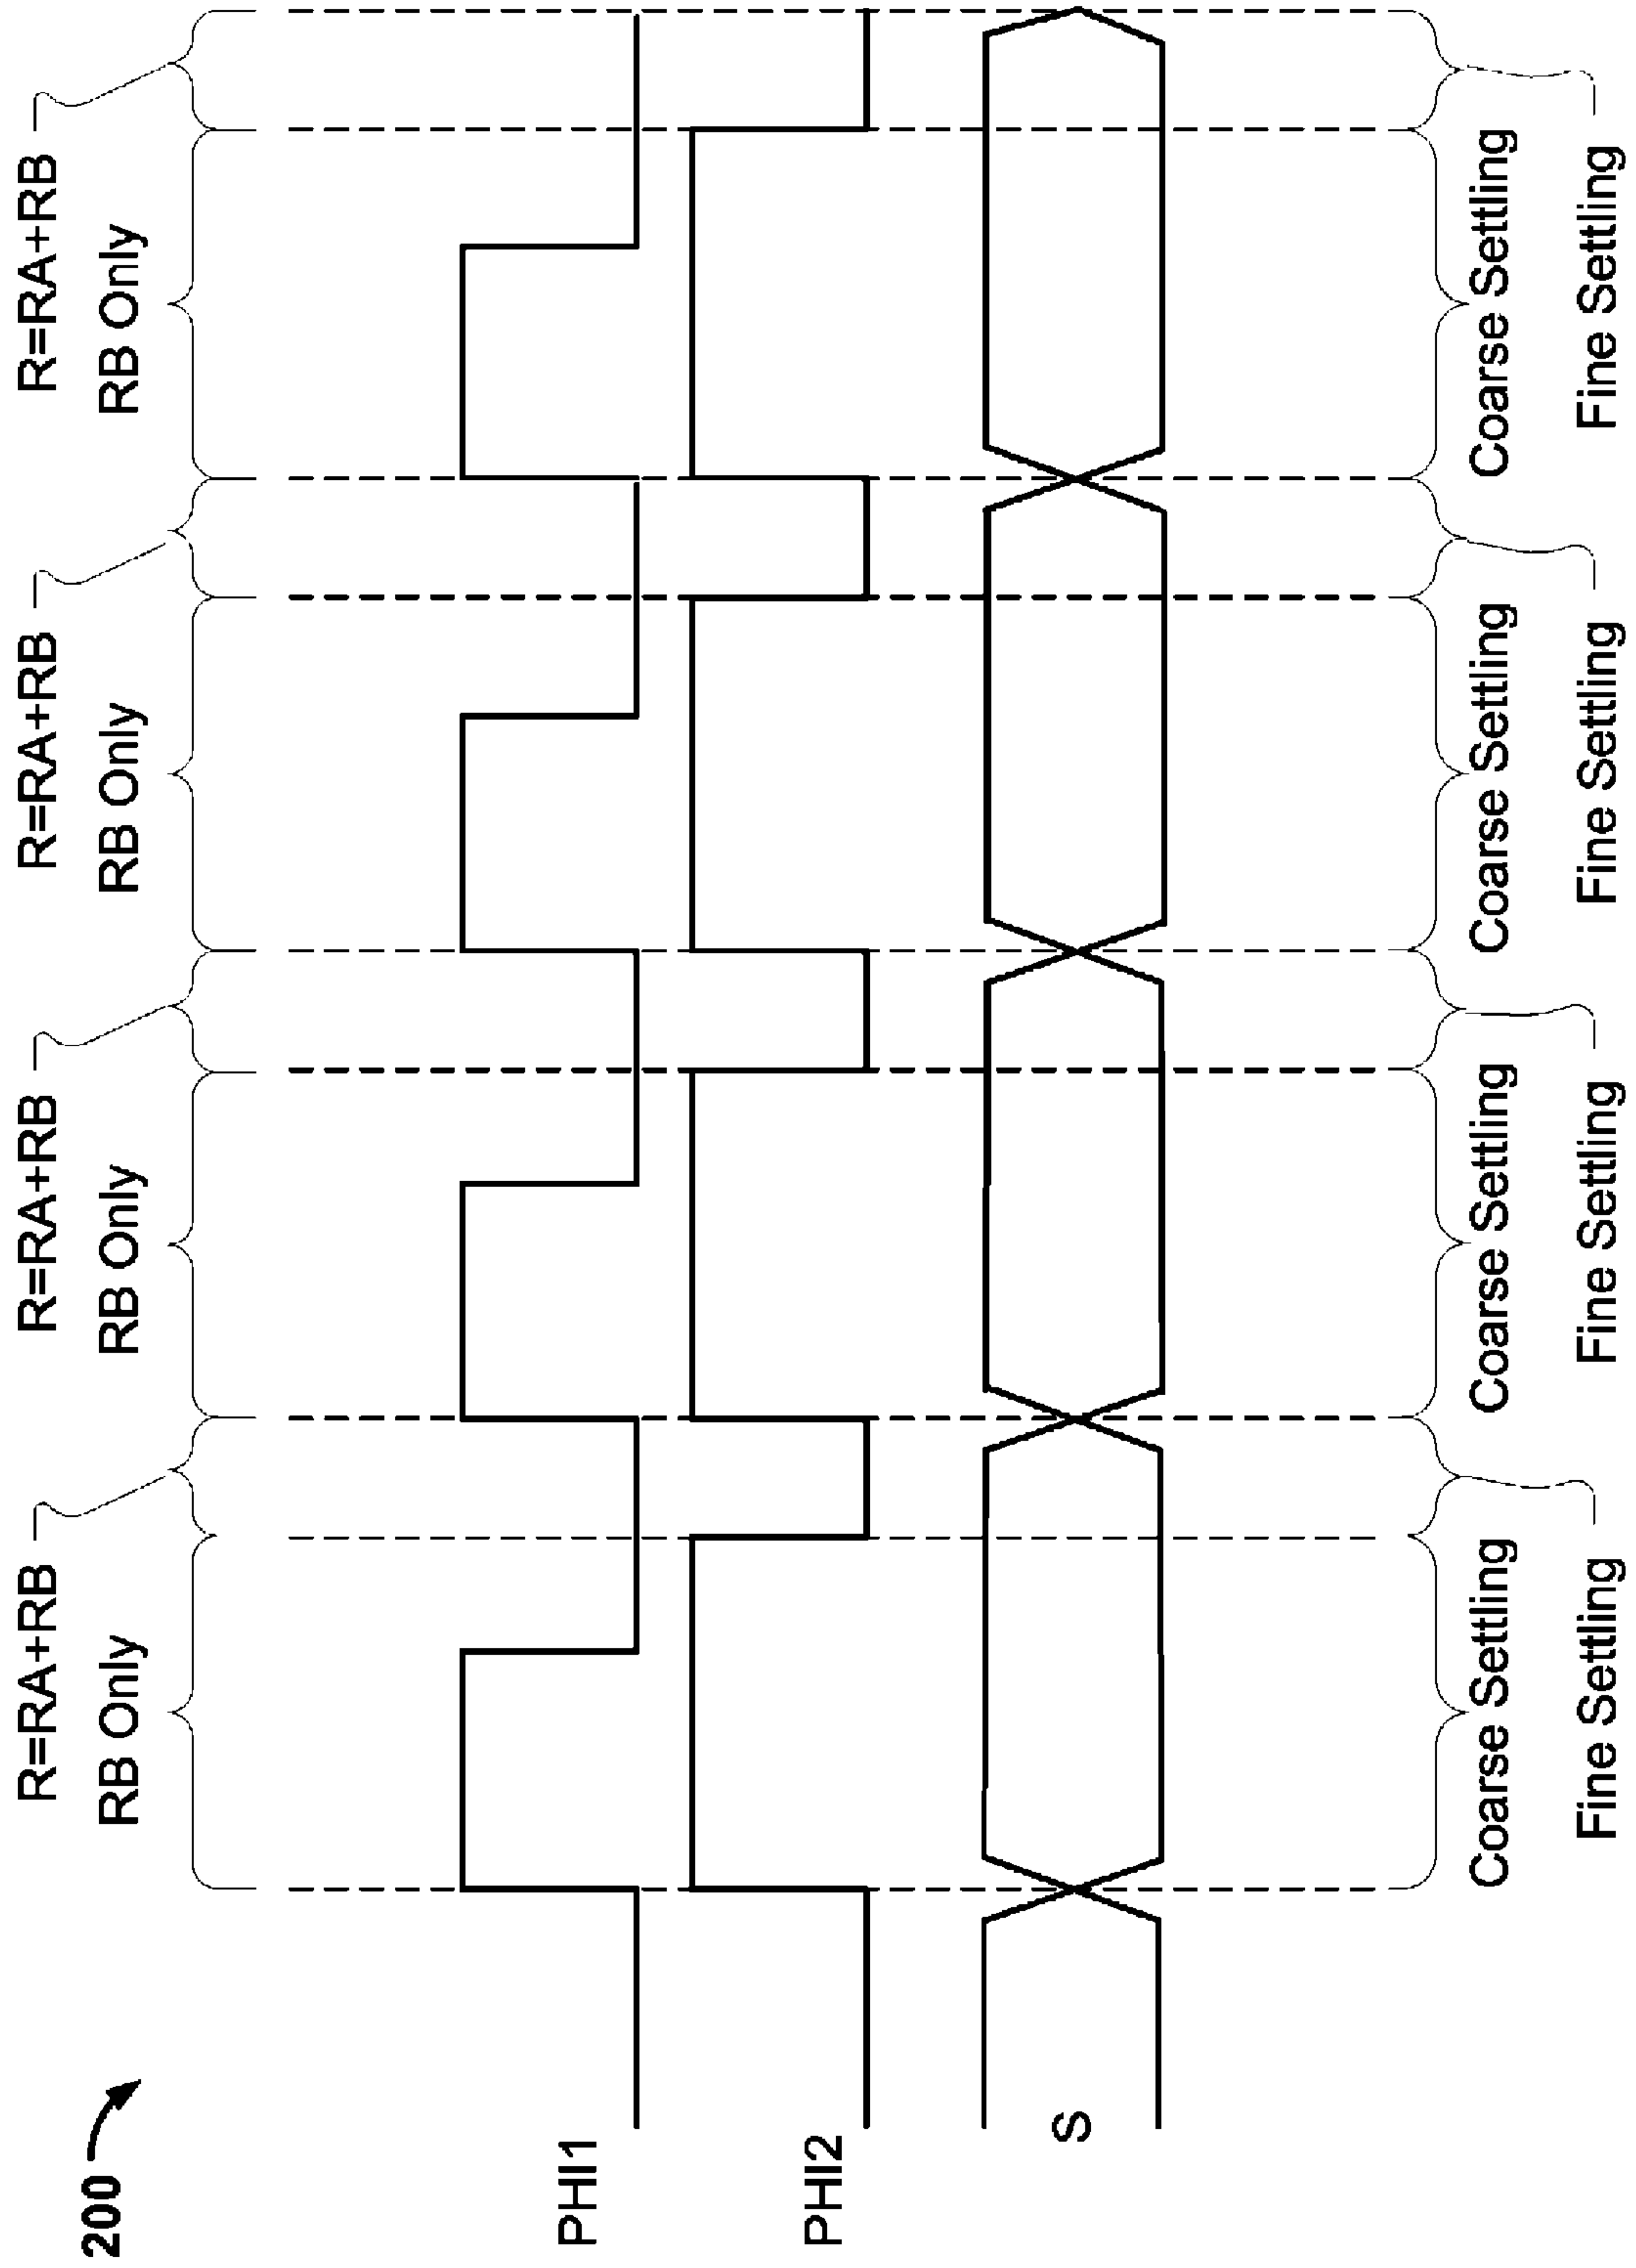 200
R=RA+RB R=RA+RB R=RA+RB R=RA+RB
RB Only RB Only RB Only RB Only
PHI1
PHI2
S
Coarse Settling Coarse Settling Coarse Settling Coarse Settling
Fine Settling Fine Settling Fine Settling Fine Settling